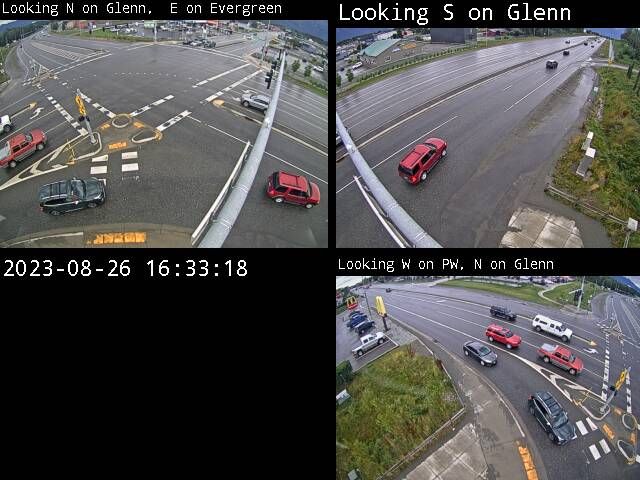 Looking N on Glenn,  E on Evergreen
Looking S on Glenn
2023-08-26 16:33:18
Looking W on PW, N on Glenn